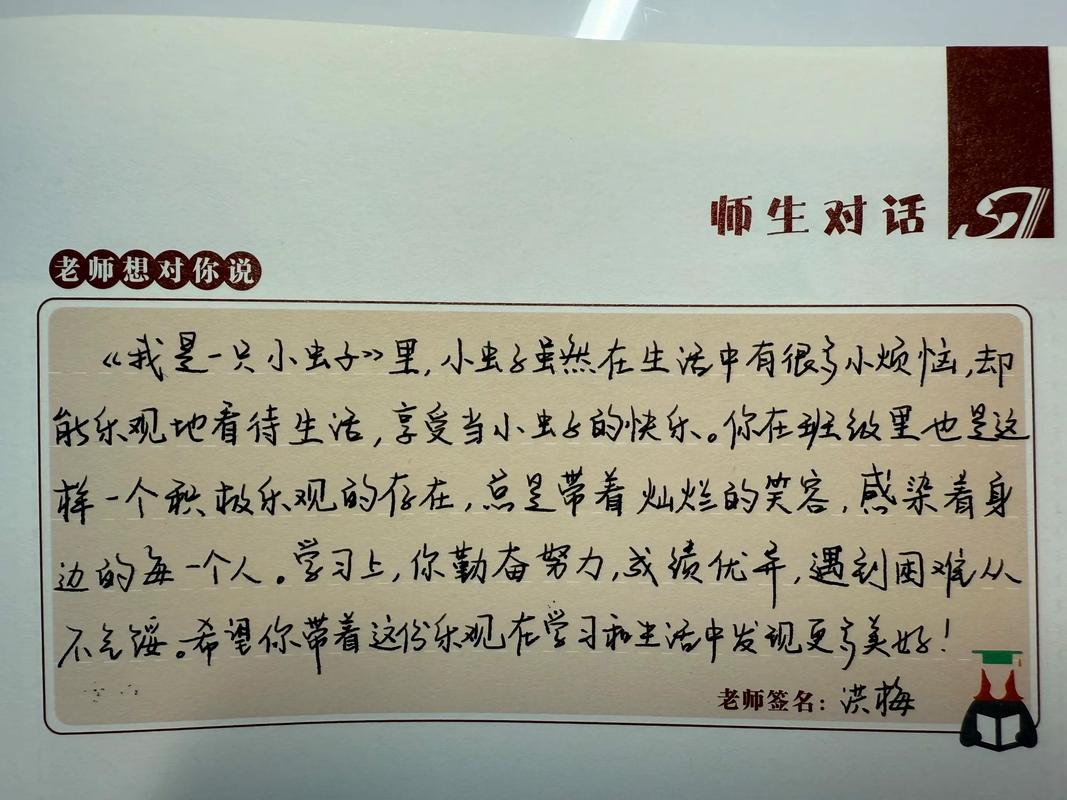 师生对话
老师想对你说
《我是一只小虫子》里,小虫子虽然在生活中有很多小烦恼,却
能乐观地看待生活,享受当小虫子的快乐。你在班级里也是这
样一个积极乐观的存在,总是带着灿烂的笑容,感染着身
边的每一个人。学习上,你勤奋努力,成绩优异,遇到困难从
不气馁。希望你带着这份乐观在学习和生活中发现更多美好!
老师签名:洪梅